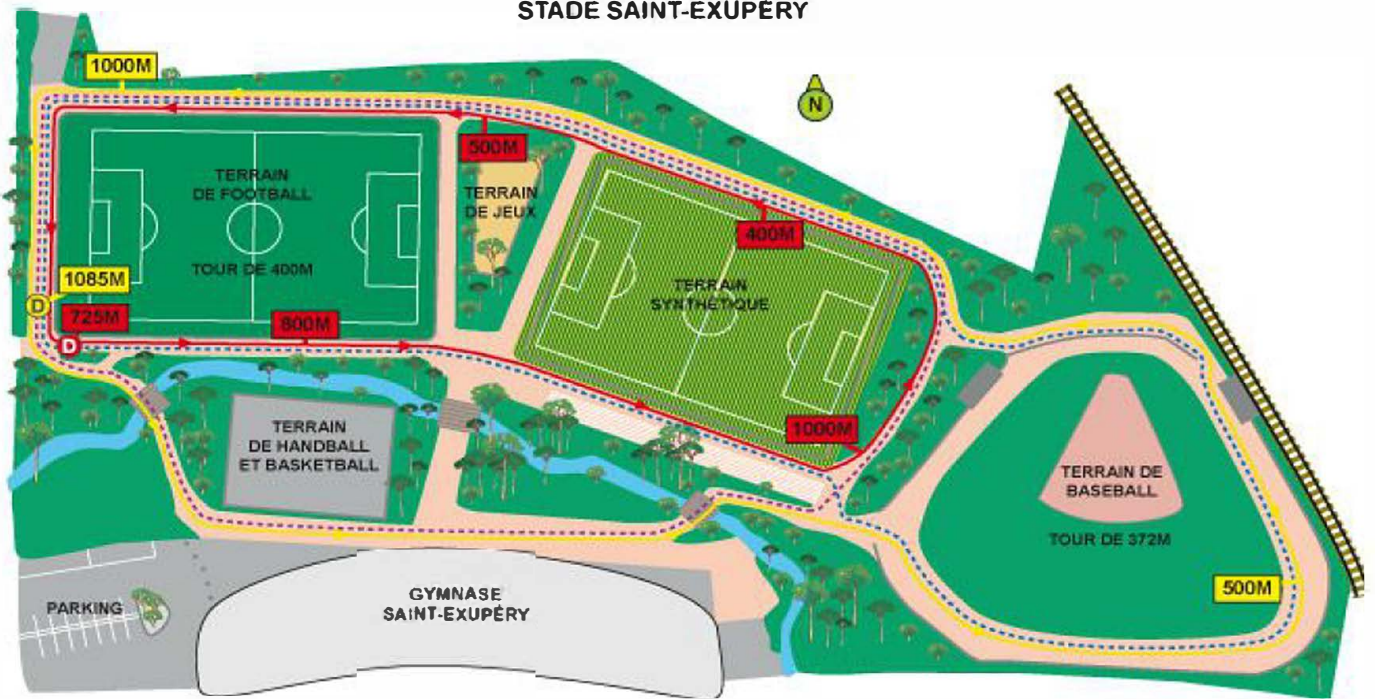 STADE SAINT-EXUPÉRY
1000M
N
500M
TERRAIN
DE FOOTBALL
TERRAIN
DE JEUX
400M
TOUR DE 400M
1085M
D
TERRAIN
SYNTHÉTIQUE
725M
800M
D
1000M
TERRAIN
DE HANDBALL
ET BASKETBALL
TERRAIN DE
BASEBALL
TOUR DE 372M
500M
GYMNASE
SAINT-EXUPÉRY
PARKING